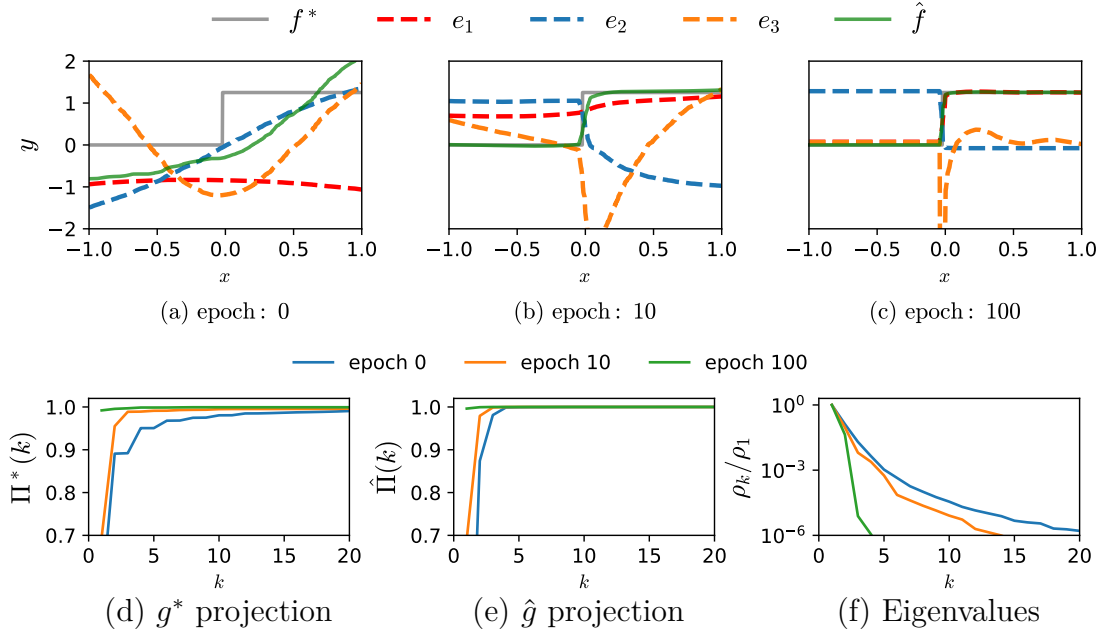 f* e₁ e₂ e₃ f̂
2
1
0
−1
−2
y
−1.0 −0.5 0.0 0.5 1.0
x
(a) epoch : 0
−1.0 −0.5 0.0 0.5 1.0
x
(b) epoch : 10
−1.0 −0.5 0.0 0.5 1.0
x
(c) epoch : 100
epoch 0 epoch 10 epoch 100
1.0
0.9
0.8
0.7
Π*(k)
0 5 10 15 20
k
(d) g* projection
1.0
0.9
0.8
0.7
Π̂(k)
0 5 10 15 20
k
(e) ĝ projection
10⁰
10⁻³
10⁻⁶
ρₖ/ρ₁
0 5 10 15 20
k
(f) Eigenvalues